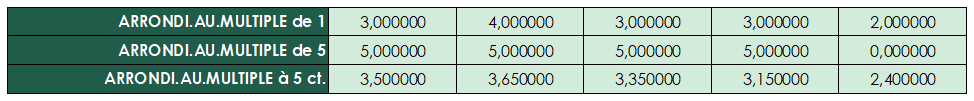 ARRONDI.AU.MULTIPLE de 1 3,000000 4,000000 3,000000 3,000000 2,000000
ARRONDI.AU.MULTIPLE de 5 5,000000 5,000000 5,000000 5,000000 0,000000
ARRONDI.AU.MULTIPLE à 5 ct. 3,500000 3,650000 3,350000 3,150000 2,400000